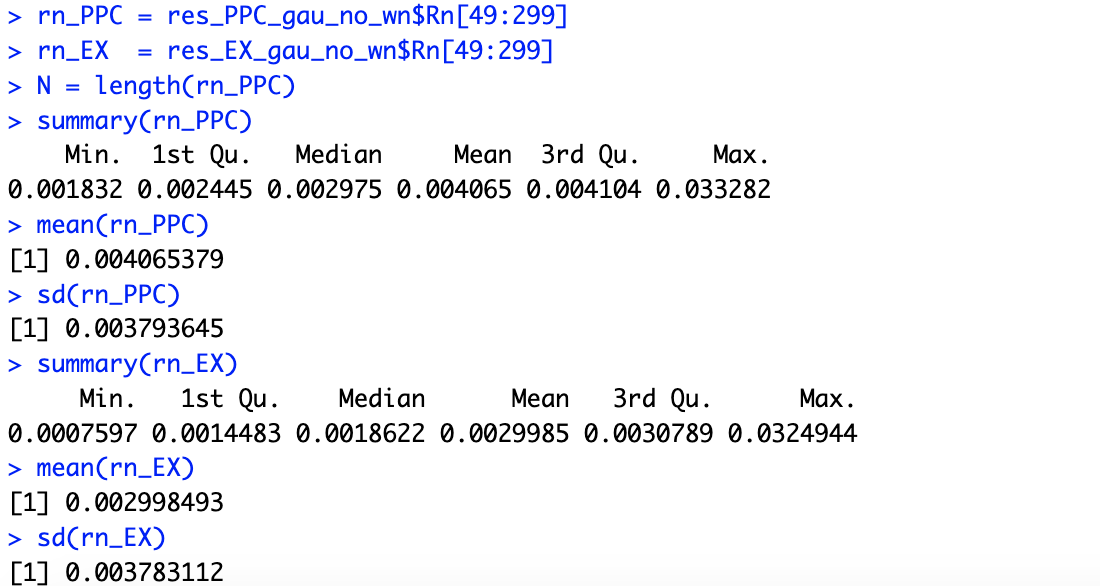 > rn_PPC = res_PPC_gau_no_wn$Rn[49:299]
> rn_EX  = res_EX_gau_no_wn$Rn[49:299]
> N = length(rn_PPC)
> summary(rn_PPC)
    Min.  1st Qu.   Median     Mean  3rd Qu.     Max.
0.001832 0.002445 0.002975 0.004065 0.004104 0.033282
> mean(rn_PPC)
[1] 0.004065379
> sd(rn_PPC)
[1] 0.003793645
> summary(rn_EX)
     Min.   1st Qu.    Median      Mean   3rd Qu.      Max.
0.0007597 0.0014483 0.0018622 0.0029985 0.0030789 0.0324944
> mean(rn_EX)
[1] 0.002998493
> sd(rn_EX)
[1] 0.003783112